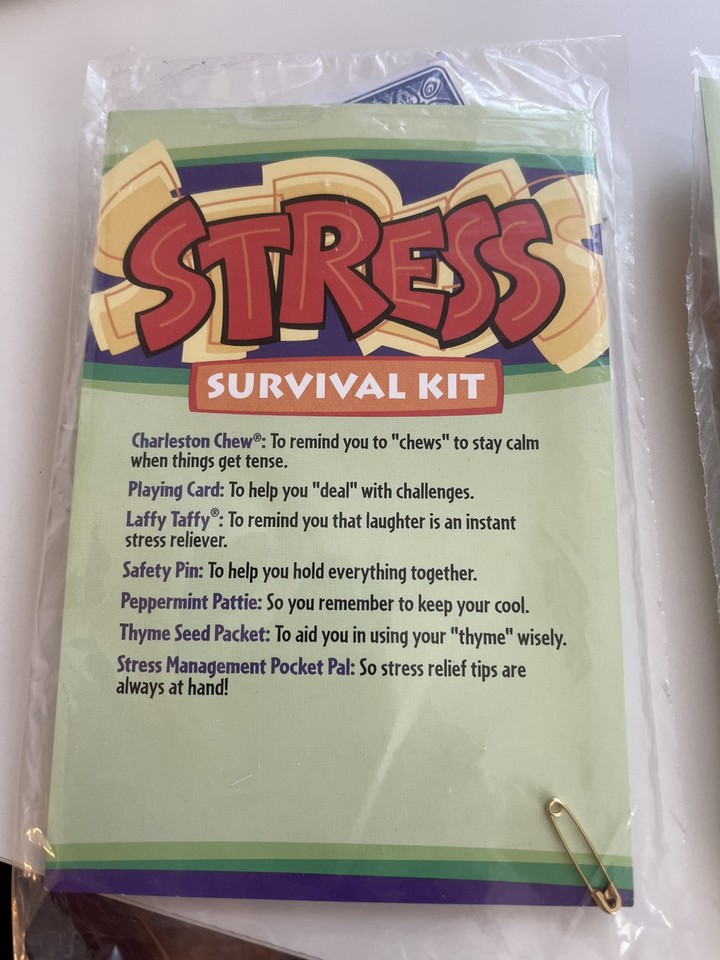 STRESS
SURVIVAL KIT
Charleston Chew®: To remind you to "chews" to stay calm
when things get tense.
Playing Card: To help you "deal" with challenges.
Laffy Taffy®: To remind you that laughter is an instant
stress reliever.
Safety Pin: To help you hold everything together.
Peppermint Pattie: So you remember to keep your cool.
Thyme Seed Packet: To aid you in using your "thyme" wisely.
Stress Management Pocket Pal: So stress relief tips are
always at hand!